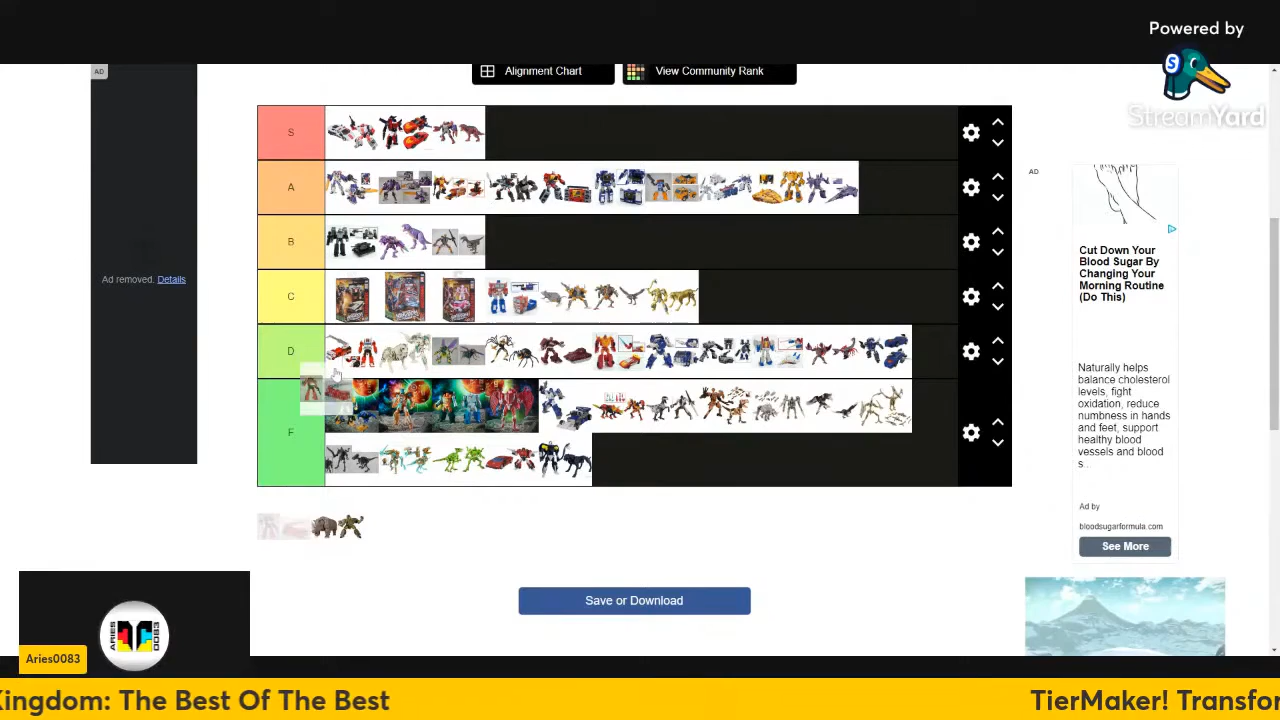 Powered by
S
StreamYard
AD
Alignment Chart
View Community Rank
S
A
B
C
D
F
Ad removed. Details
AD
Cut Down Your
Blood Sugar By
Changing Your
Morning Routine
(Do This)
Naturally helps
balance cholesterol
levels, fight
oxidation, reduce
numbness in hands
and feet, support
healthy blood
vessels and blood
s..
Ad by
bloodsugarformula.com
See More
Save or Download
ARIES
0083
Aries0083
Kingdom: The Best Of The Best
TierMaker! Transfor